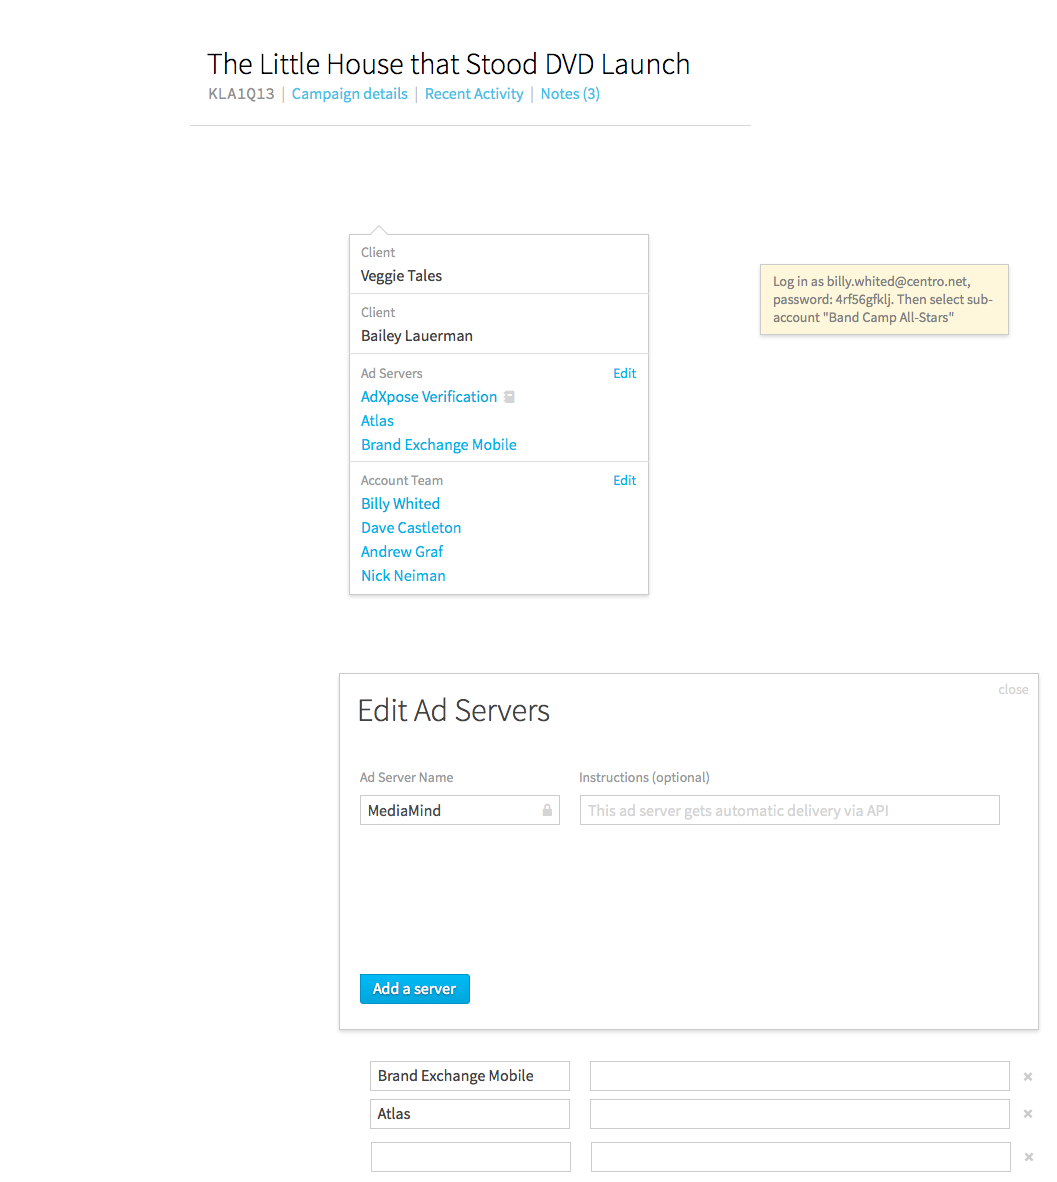 The Little House that Stood DVD Launch
KLA1Q13 | Campaign details | Recent Activity | Notes (3)
Client
Veggie Tales
Client
Bailey Lauerman
Ad Servers Edit
AdXpose Verification
Atlas
Brand Exchange Mobile
Account Team Edit
Billy Whited
Dave Castleton
Andrew Graf
Nick Neiman
Log in as billy.whited@centro.net,
password: 4rf56gfklj. Then select sub-
account "Band Camp All-Stars"
close
Edit Ad Servers
Ad Server Name Instructions (optional)
MediaMind This ad server gets automatic delivery via API
Add a server
Brand Exchange Mobile ×
Atlas ×
×